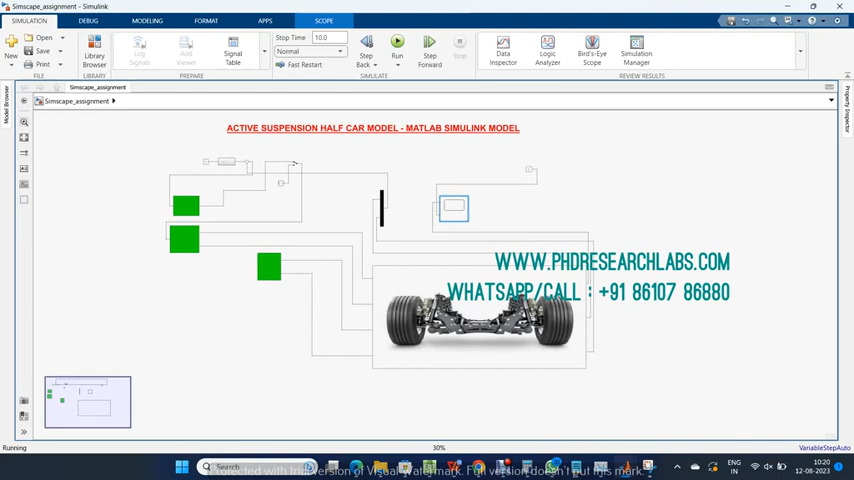 Simscape_assignment - Simulink
SIMULATION
DEBUG
MODELING
FORMAT
APPS
SCOPE
New
Open
Save
Print
FILE
Library Browser
LIBRARY
Log Signals
Add Viewer
Signal Table
PREPARE
Stop Time 10.0
Normal
Fast Restart
Step Back
Run
Step Forward
Stop
SIMULATE
Data Inspector
Logic Analyzer
Bird's-Eye Scope
Simulation Manager
REVIEW RESULTS
Model Browser
Simscape_assignment
Simscape_assignment
Property Inspector
ACTIVE SUSPENSION HALF CAR MODEL - MATLAB SIMULINK MODEL
WWW.PHDRESEARCHLABS.COM
WHATSAPP/CALL : +91 86107 86880
Running
30%
VariableStepAuto
Search
ENG
IN
10:20
12-08-2023
Protected with trial version of Visual Watermark. Full version doesn't put this mark.